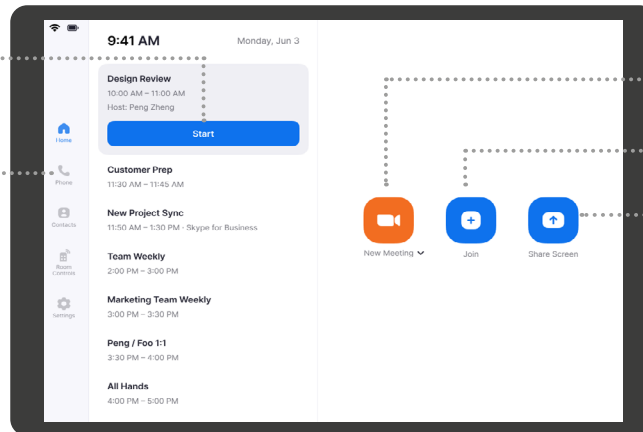 9:41 AM
Monday, Jun 3
Design Review
10:00 AM – 11:00 AM
Host: Peng Zheng
Start
Customer Prep
11:30 AM – 11:45 AM
New Project Sync
11:50 AM – 1:30 PM · Skype for Business
Team Weekly
2:00 PM – 3:00 PM
Marketing Team Weekly
3:00 PM – 3:30 PM
Peng / Foo 1:1
3:30 PM – 4:00 PM
All Hands
4:00 PM – 5:00 PM
Home
Phone
Contacts
Room
Controls
Settings
New Meeting
Join
Share Screen